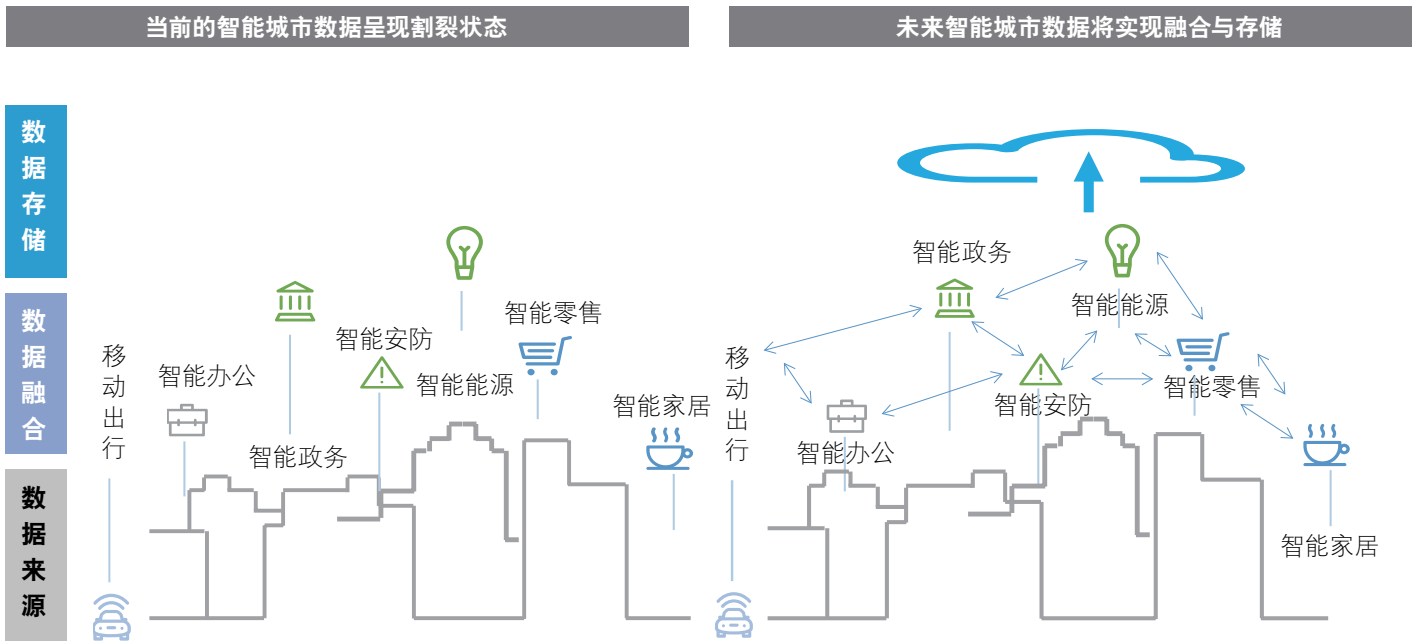 当前的智能城市数据呈现割裂状态
未来智能城市数据将实现融合与存储
数据存储
数据融合
数据来源
移动出行
智能办公
智能政务
智能安防
智能能源
智能零售
智能家居
移动出行
智能政务
智能能源
智能办公
智能安防
智能零售
智能家居